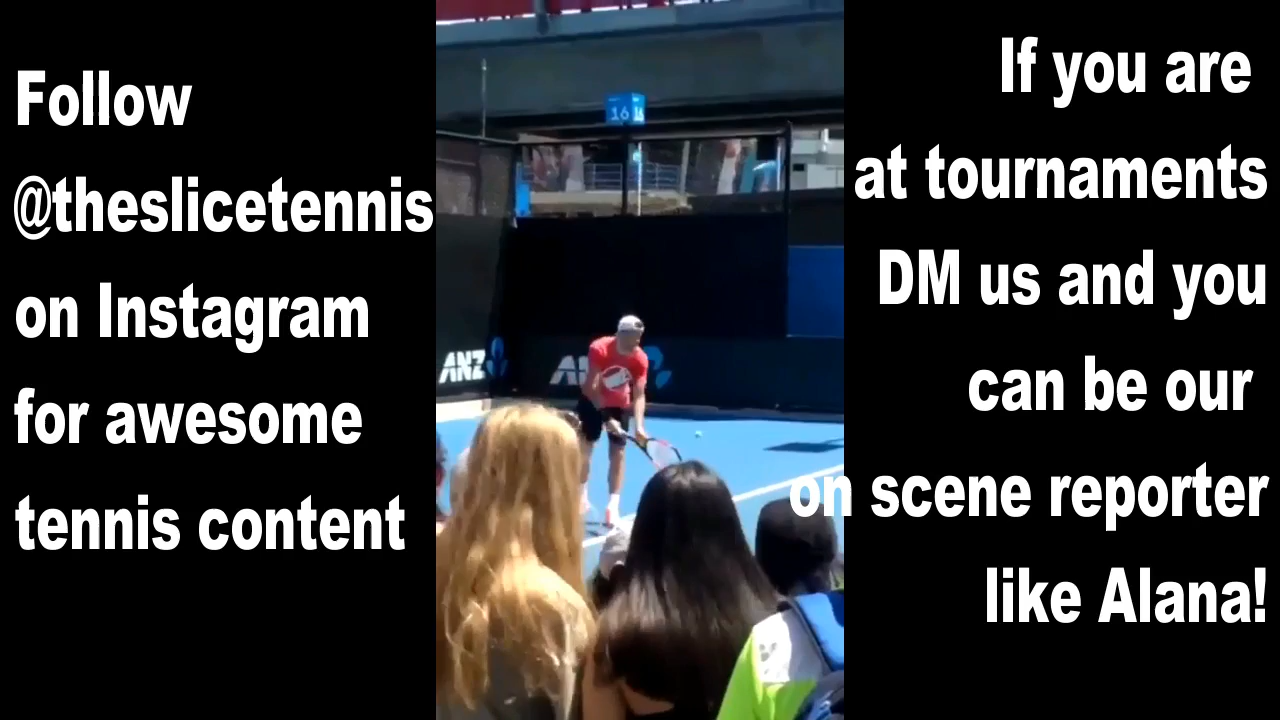 Follow
@theslicetennis
on Instagram
for awesome
tennis content
If you are
at tournaments
DM us and you
can be our
on scene reporter
like Alana!
16 16
ANZ